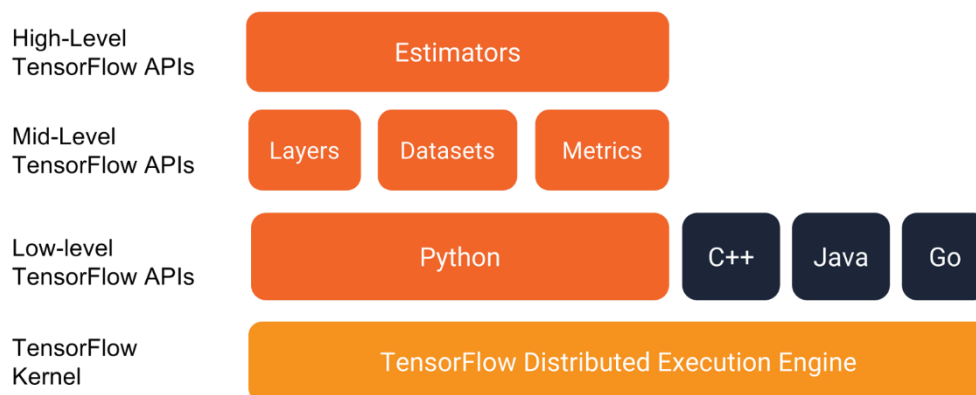 High-Level
TensorFlow APIs
Estimators
Mid-Level
TensorFlow APIs
Layers
Datasets
Metrics
Low-level
TensorFlow APIs
Python
C++
Java
Go
TensorFlow
Kernel
TensorFlow Distributed Execution Engine